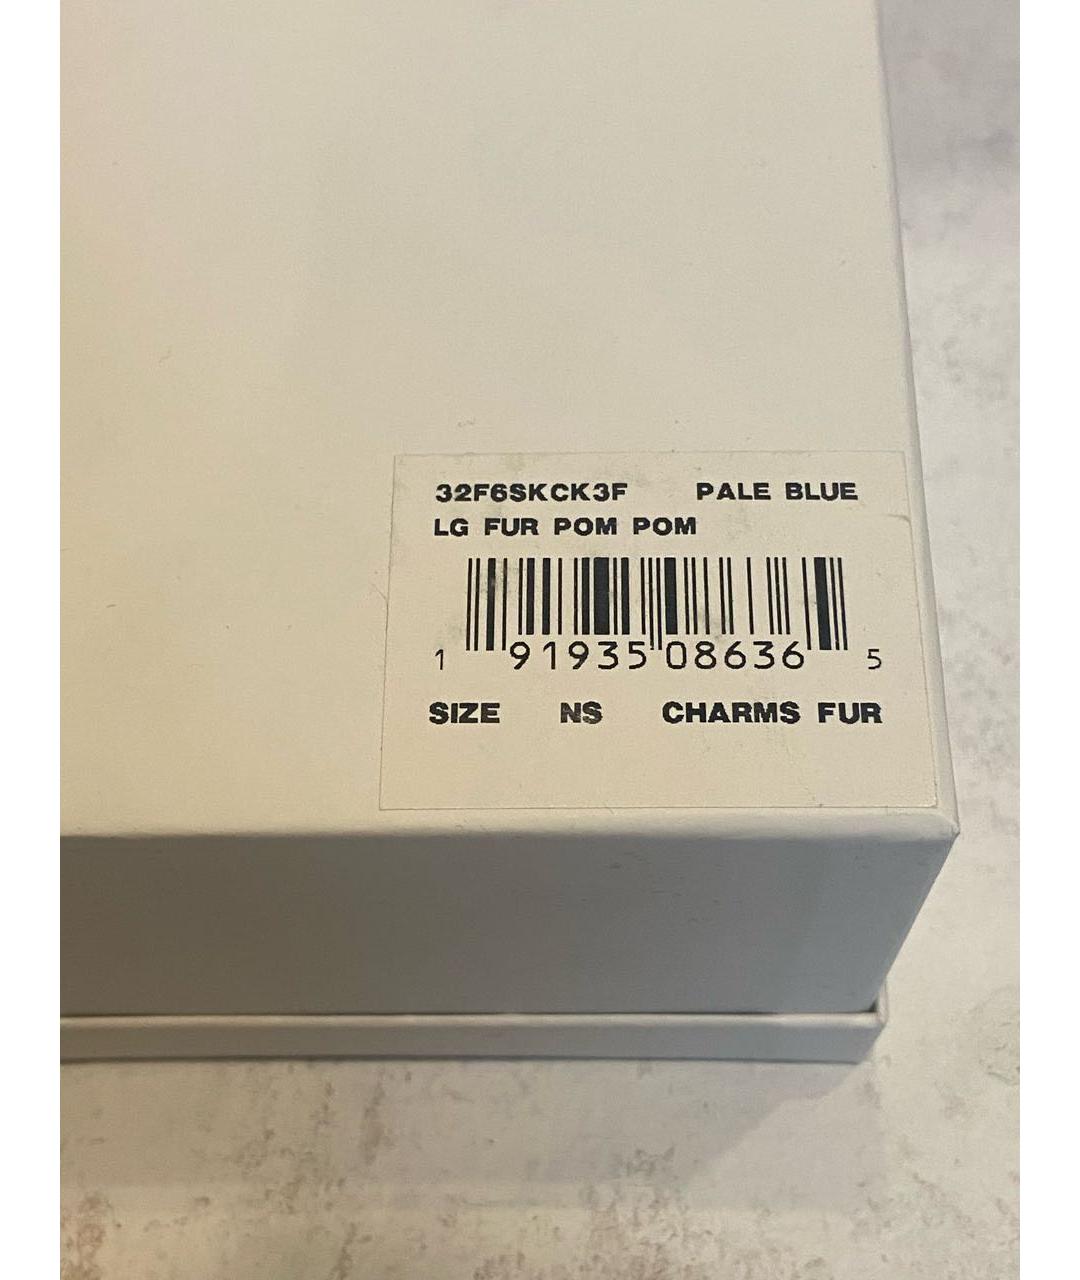 32F6SKCK3F PALE BLUE
LG FUR POM POM
1 91935 08636 5
SIZE NS CHARMS FUR